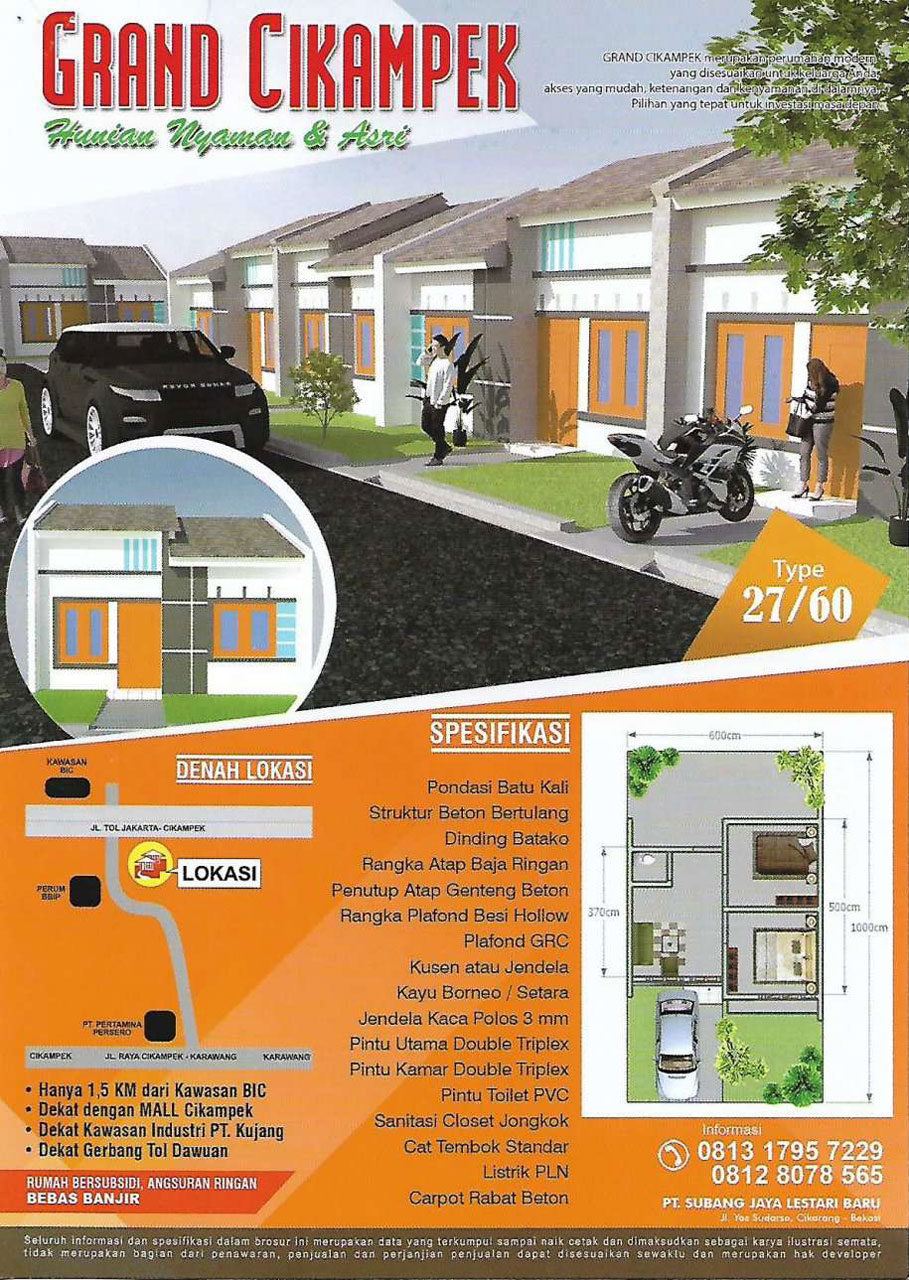 GRAND CIKAMPEK
Hunian Nyaman & Asri
GRAND CIKAMPEK merupakan perumahan modern
yang disesuaikan untuk keluarga Anda,
akses yang mudah, ketenangan dan kenyamanan di dalamnya.
Pilihan yang tepat untuk investasi masa depan
Type
27/60
DENAH LOKASI
KAWASAN
BIC
JL. TOL JAKARTA- CIKAMPEK
LOKASI
PERUM
BBIP
PT. PERTAMINA
PERSERO
CIKAMPEK JL. RAYA CIKAMPEK - KARAWANG KARAWANG
• Hanya 1,5 KM dari Kawasan BIC
• Dekat dengan MALL Cikampek
• Dekat Kawasan Industri PT. Kujang
• Dekat Gerbang Tol Dawuan
RUMAH BERSUBSIDI, ANGSURAN RINGAN
BEBAS BANJIR
SPESIFIKASI
Pondasi Batu Kali
Struktur Beton Bertulang
Dinding Batako
Rangka Atap Baja Ringan
Penutup Atap Genteng Beton
Rangka Plafond Besi Hollow
Plafond GRC
Kusen atau Jendela
Kayu Borneo / Setara
Jendela Kaca Polos 3 mm
Pintu Utama Double Triplex
Pintu Kamar Double Triplex
Pintu Toilet PVC
Sanitasi Closet Jongkok
Cat Tembok Standar
Listrik PLN
Carpot Rabat Beton
600cm
370cm
500cm
1000cm
Informasi
0813 1795 7229
0812 8078 565
PT. SUBANG JAYA LESTARI BARU
Jl. Yos Sudarso, Cikarang - Bekasi
Seluruh informasi dan spesifikasi dalam brosur ini merupakan data yang terkumpul sampai naik cetak dan dimaksudkan sebagai karya ilustrasi semata,
tidak merupakan bagian dari penawaran, penjualan dan perjanjian penjualan dapat disesuaikan sewaktu dan merupakan hak developer